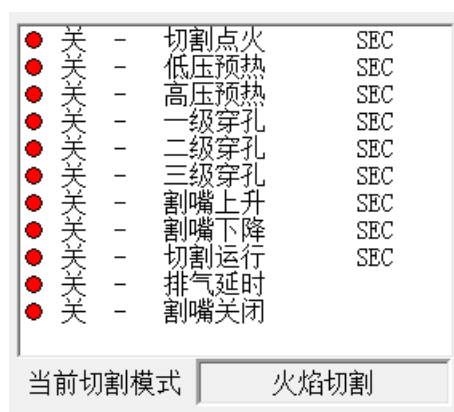 关 - 切割点火 SEC
关 - 低压预热 SEC
关 - 高压预热 SEC
关 - 一级穿孔 SEC
关 - 二级穿孔 SEC
关 - 三级穿孔 SEC
关 - 割嘴上升 SEC
关 - 割嘴下降 SEC
关 - 切割运行 SEC
关 - 排气延时
关 - 割嘴关闭
当前切割模式 火焰切割